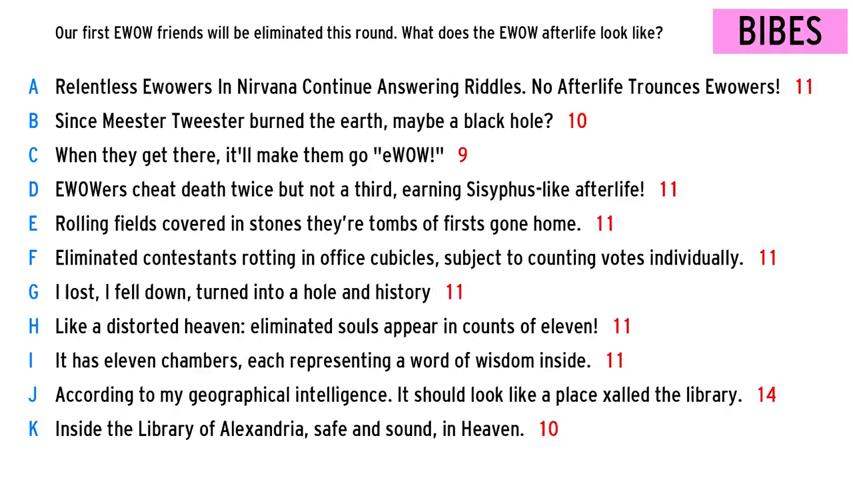 Our first EWOW friends will be eliminated this round. What does the EWOW afterlife look like?
BIBES
A Relentless Ewowers In Nirvana Continue Answering Riddles. No Afterlife Trounces Ewowers! 11
B Since Meester Tweester burned the earth, maybe a black hole? 10
C When they get there, it'll make them go "eWOW!" 9
D EWOWers cheat death twice but not a third, earning Sisyphus-like afterlife! 11
E Rolling fields covered in stones they’re tombs of firsts gone home. 11
F Eliminated contestants rotting in office cubicles, subject to counting votes individually. 11
G I lost, I fell down, turned into a hole and history 11
H Like a distorted heaven: eliminated souls appear in counts of eleven! 11
I It has eleven chambers, each representing a word of wisdom inside. 11
J According to my geographical intelligence. It should look like a place xalled the library. 14
K Inside the Library of Alexandria, safe and sound, in Heaven. 10